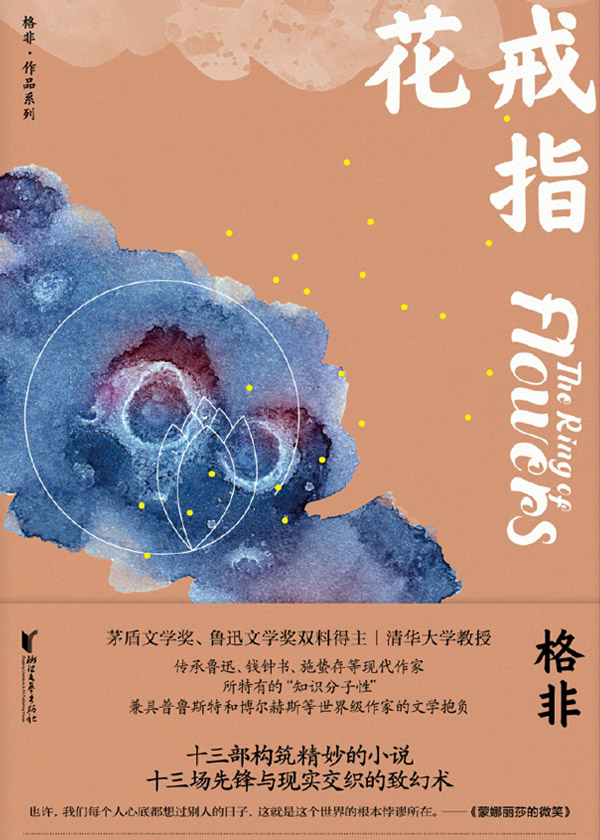 格非·作品系列
戒指
花
The Ring of
flowers
茅盾文学奖、鲁迅文学奖双料得主｜清华大学教授
传承鲁迅、钱钟书、施蛰存等现代作家
所特有的“知识分子性”
兼具普鲁斯特和博尔赫斯等世界级作家的文学抱负
格非
浙江文艺出版社
十三部构筑精妙的小说
十三场先锋与现实交织的致幻术
也许，我们每个人心底都想过别人的日子，这就是这个世界的根本悖谬所在。——《蒙娜丽莎的微笑》